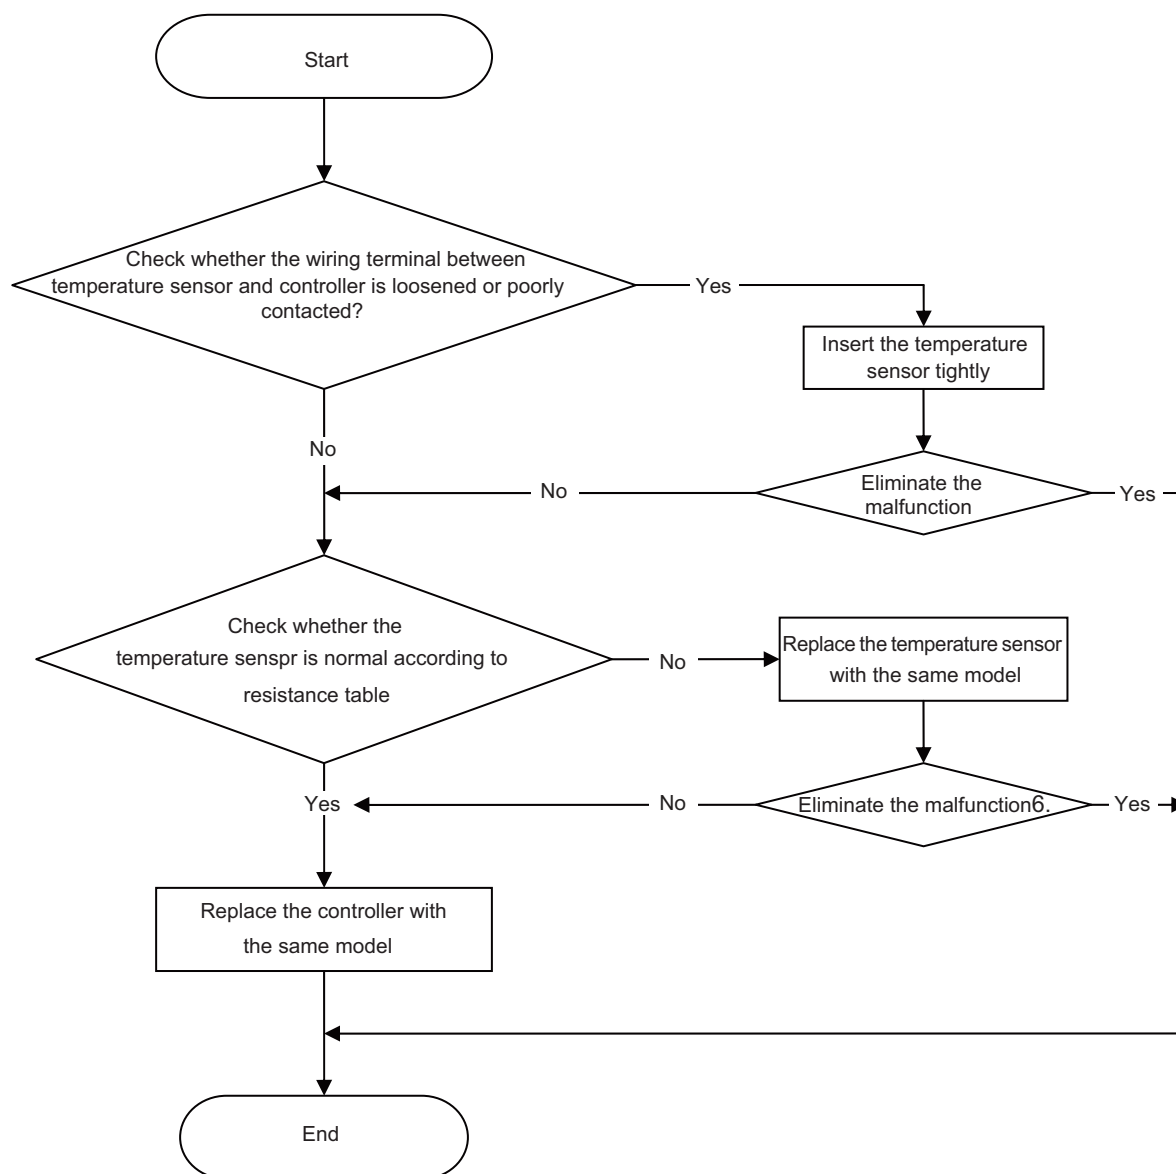 Start
Check whether the wiring terminal between
temperature sensor and controller is loosened or poorly
contacted?
Yes
Insert the temperature
sensor tightly
No
Eliminate the
malfunction
No
Yes
Check whether the
temperature senspr is normal according to
resistance table
No
Replace the temperature sensor
with the same model
Yes
No
Eliminate the malfunction6.
Yes
Replace the controller with
the same model
End